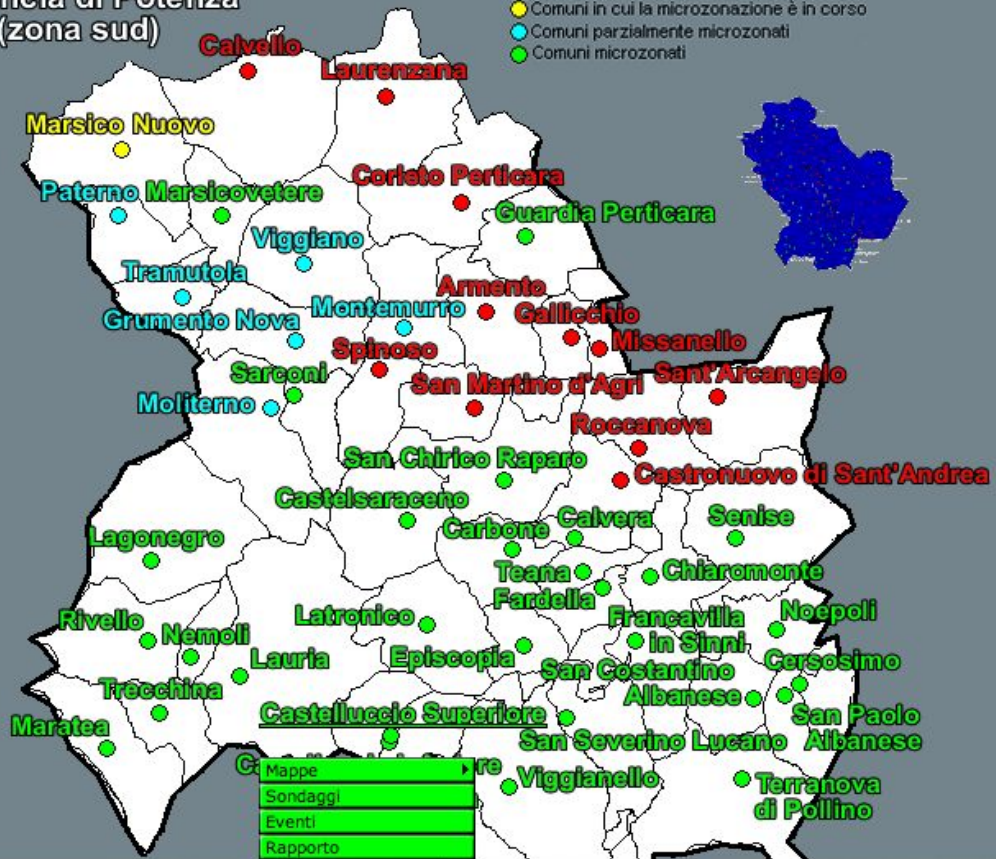 (zona sud)
Comuni in cui la microzonazione è in corso
Comuni parzialmente microzonati
Comuni microzonati
Calvello
Laurenzana
Marsico Nuovo
Paterno
Marsicovetere
Corleto Perticara
Guardia Perticara
Viggiano
Tramutola
Armento
Grumento Nova
Montemurro
Gallicchio
Missanello
Spinoso
Sarconi
San Martino d'Agri
Sant'Arcangelo
Moliterno
Roccanova
San Chirico Raparo
Castronuovo di Sant'Andrea
Castelsaraceno
Lagonegro
Carbone
Calvera
Senise
Teana
Chiaromonte
Fardella
Rivello
Nemoli
Latronico
Francavilla
in Sinni
Noepoli
Lauria
Episcopia
San Costantino
Albanese
Cersosimo
Trecchina
Maratea
Castelluccio Superiore
San Severino Lucano
San Paolo
Albanese
Viggianello
Terranova
di Pollino
Mappe
Sondaggi
Eventi
Rapporto